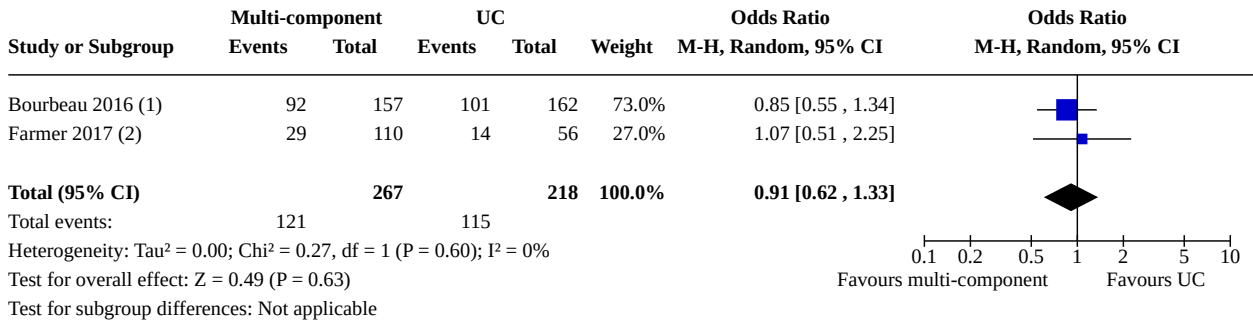 Multi-component UC Odds Ratio Odds Ratio
Study or Subgroup Events Total Events Total Weight M-H, Random, 95% CI M-H, Random, 95% CI
Bourbeau 2016 (1) 92 157 101 162 73.0% 0.85 [0.55 , 1.34]
Farmer 2017 (2) 29 110 14 56 27.0% 1.07 [0.51 , 2.25]
Total (95% CI) 267 218 100.0% 0.91 [0.62 , 1.33]
Total events: 121 115
Heterogeneity: Tau² = 0.00; Chi² = 0.27, df = 1 (P = 0.60); I² = 0%
Test for overall effect: Z = 0.49 (P = 0.63)
Test for subgroup differences: Not applicable
0.1 0.2 0.5 1 2 5 10
Favours multi-component Favours UC